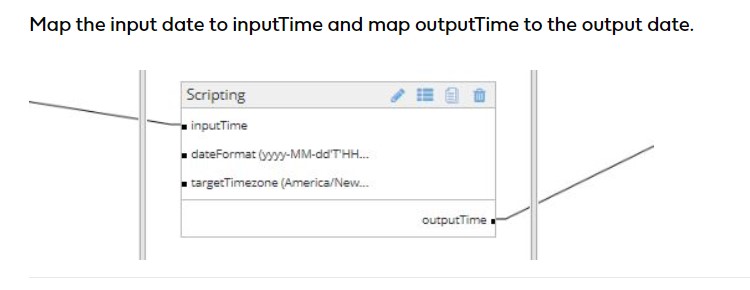 Map the input date to inputTime and map outputTime to the output date.
Scripting
inputTime
dateFormat (yyyy-MM-dd'T'HH...
targetTimezone (America/New...
outputTime